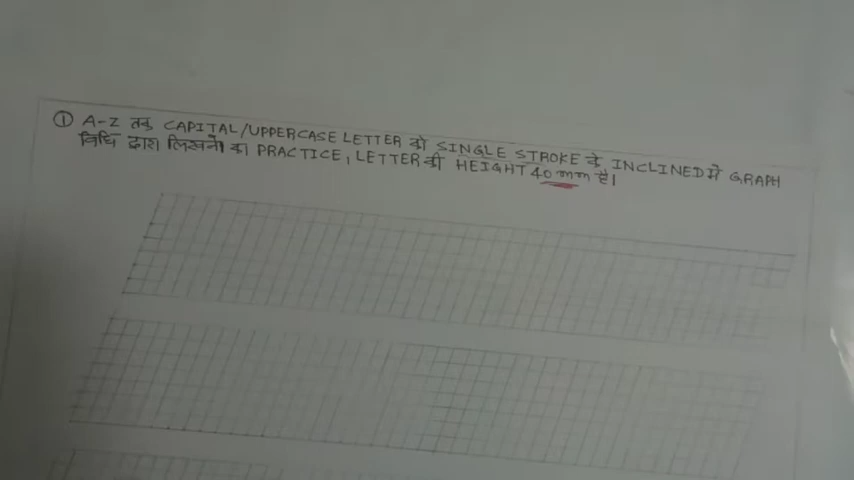 ① A-Z तक CAPITAL/UPPERCASE LETTER को SINGLE STROKE के INCLINED में GRAPH
विधि द्वारा लिखने का PRACTICE, LETTER की HEIGHT 40 mm है।